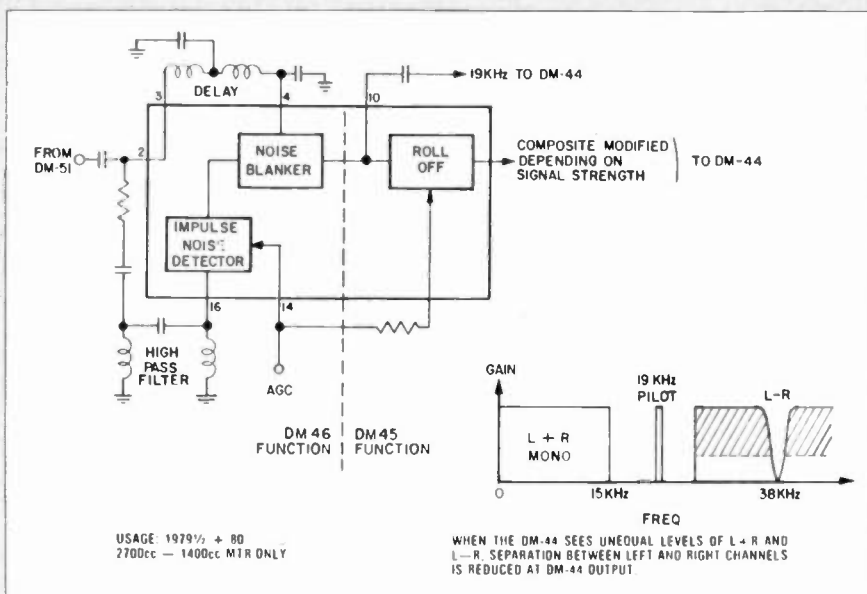 3
DELAY
4
10
19KHz TO DM-44
FROM
DM-51
2
NOISE
BLANKER
ROLL
OFF
COMPOSITE MODIFIED
DEPENDING ON
SIGNAL STRENGTH
TO DM-44
IMPULSE
NOISE
DETECTOR
16
14
HIGH
PASS
FILTER
AGC
DM46
FUNCTION
DM45
FUNCTION
GAIN
19 KHz
PILOT
L-R
L + R
MONO
0
15KHz
38KHz
FREQ
USAGE: 1979½ + 80
2700cc — 1400cc MTR ONLY
WHEN THE DM-44 SEES UNEQUAL LEVELS OF L+R AND
L—R, SEPARATION BETWEEN LEFT AND RIGHT CHANNELS
IS REDUCED AT DM-44 OUTPUT